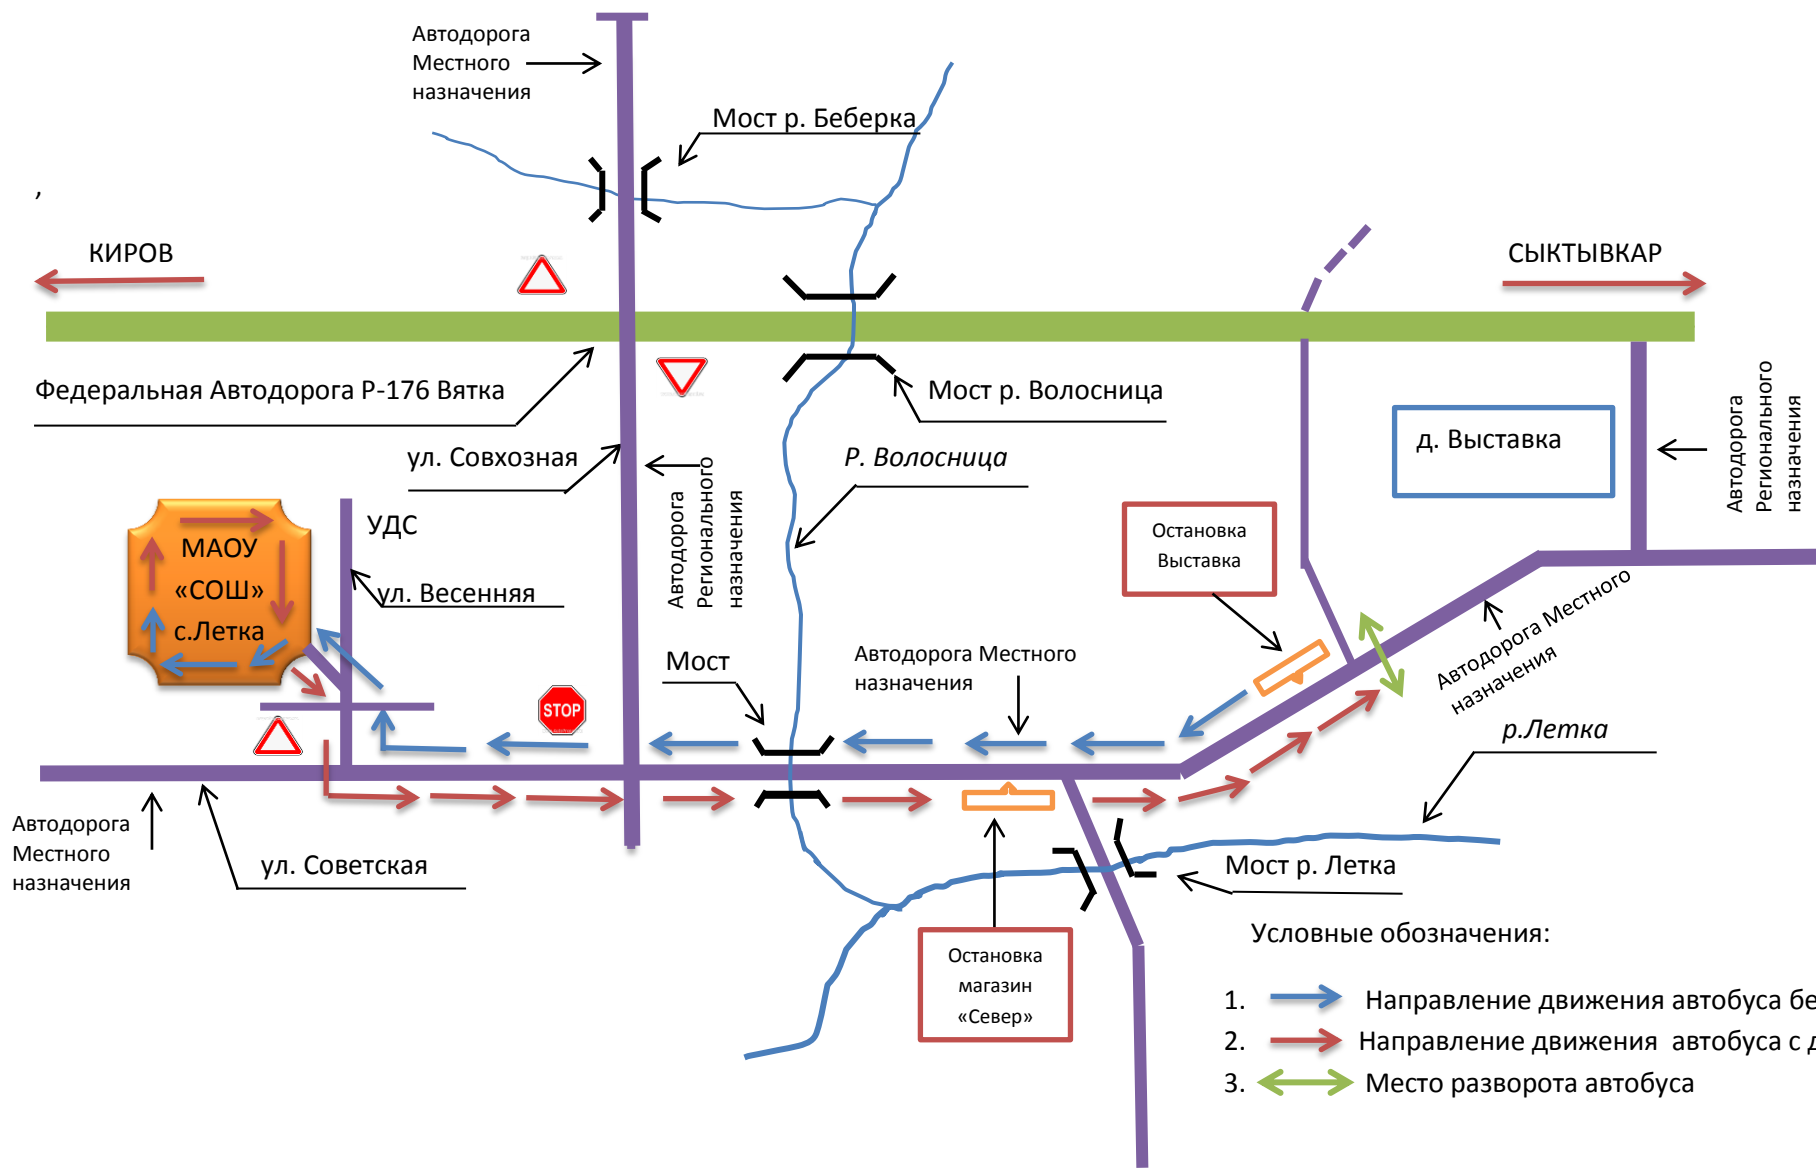 Автодорога
Местного
назначения
Мост р. Беберка
,
КИРОВ
СЫКТЫВКАР
Федеральная Автодорога Р-176 Вятка
Мост р. Волосница
ул. Совхозная
Р. Волосница
д. Выставка
Автодорога
Регионального
назначения
Автодорога
Регионального
назначения
УДС
МАОУ
«СОШ»
с.Летка
ул. Весенняя
Остановка
Выставка
Мост
Автодорога Местного
назначения
Автодорога Местного
назначения
STOP
р.Летка
Автодорога
Местного
назначения
ул. Советская
Мост р. Летка
Остановка
магазин
«Север»
Условные обозначения:
1. Направление движения автобуса бе
2. Направление движения автобуса с д
3. Место разворота автобуса